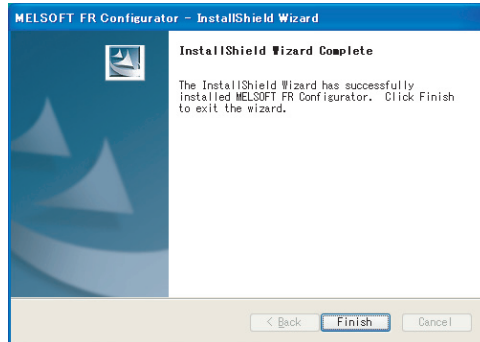 MELSOFT FR Configurator - InstallShield Wizard
InstallShield Wizard Complete
The InstallShield Wizard has successfully
installed MELSOFT FR Configurator. Click Finish
to exit the wizard.
< Back Finish Cancel